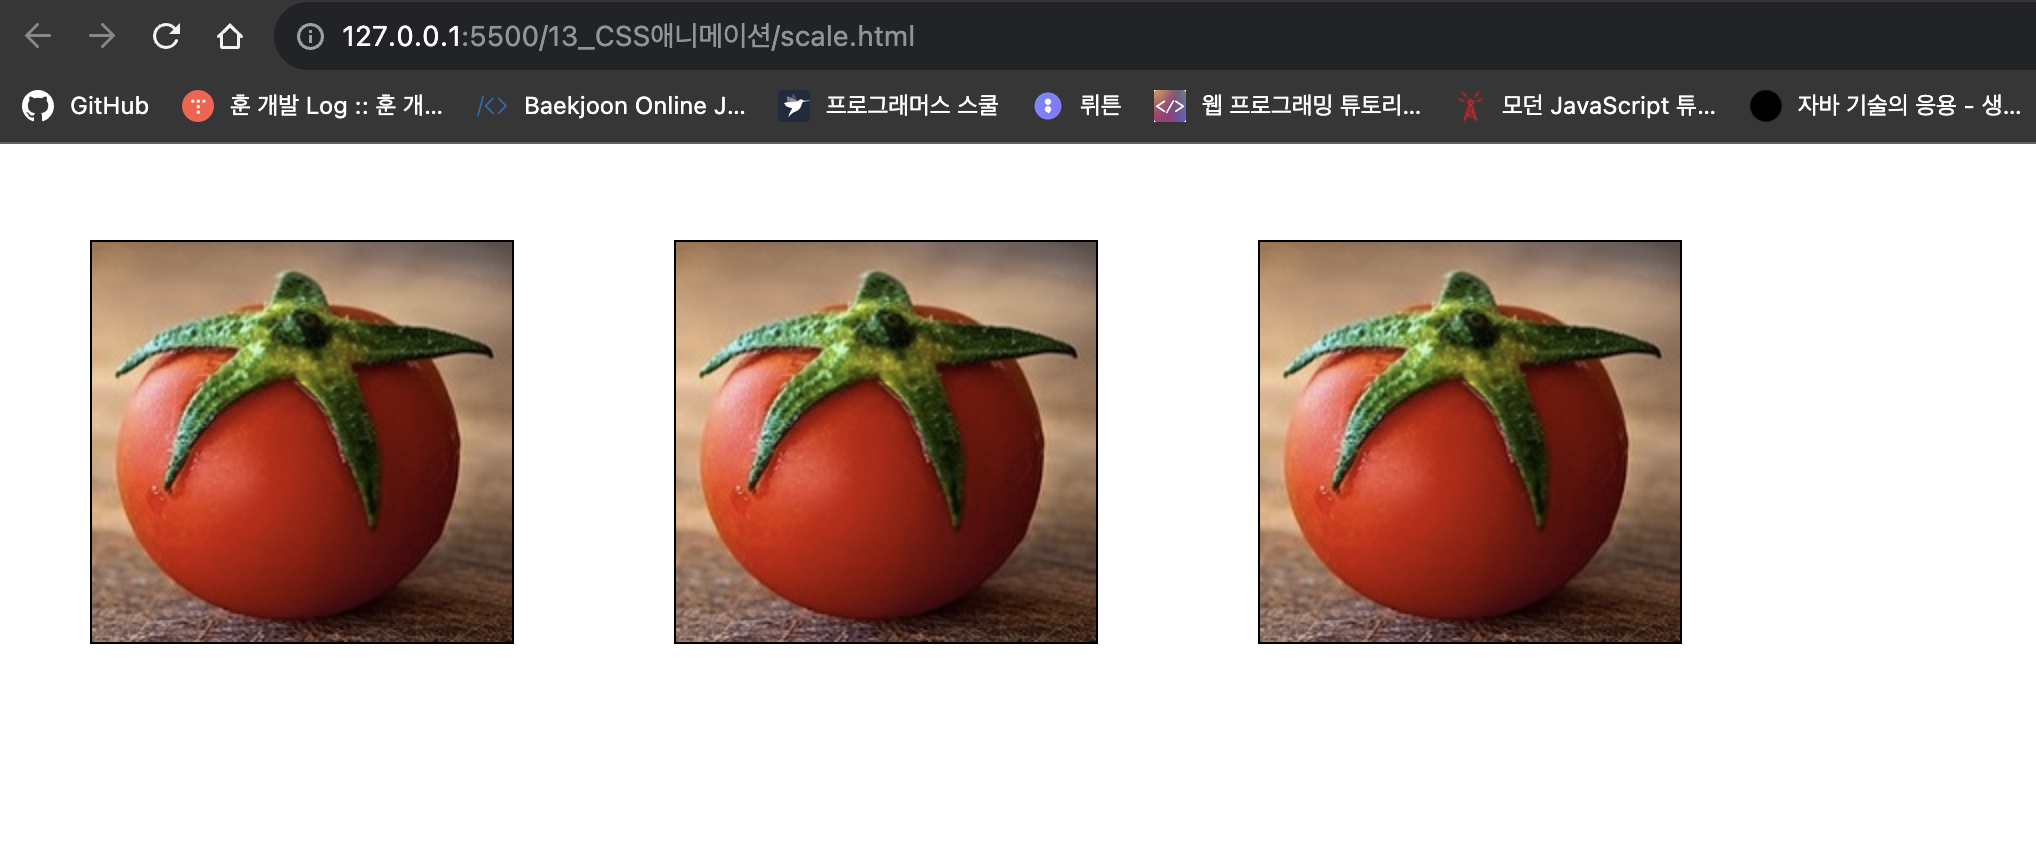 127.0.0.1:5500/13_CSS애니메이션/scale.html
GitHub 훈 개발 Log :: 훈 개... Baekjoon Online J... 프로그래머스 스쿨 뤼튼 웹 프로그래밍 튜토리... 모던 JavaScript 튜... 자바 기술의 응용 - 생...